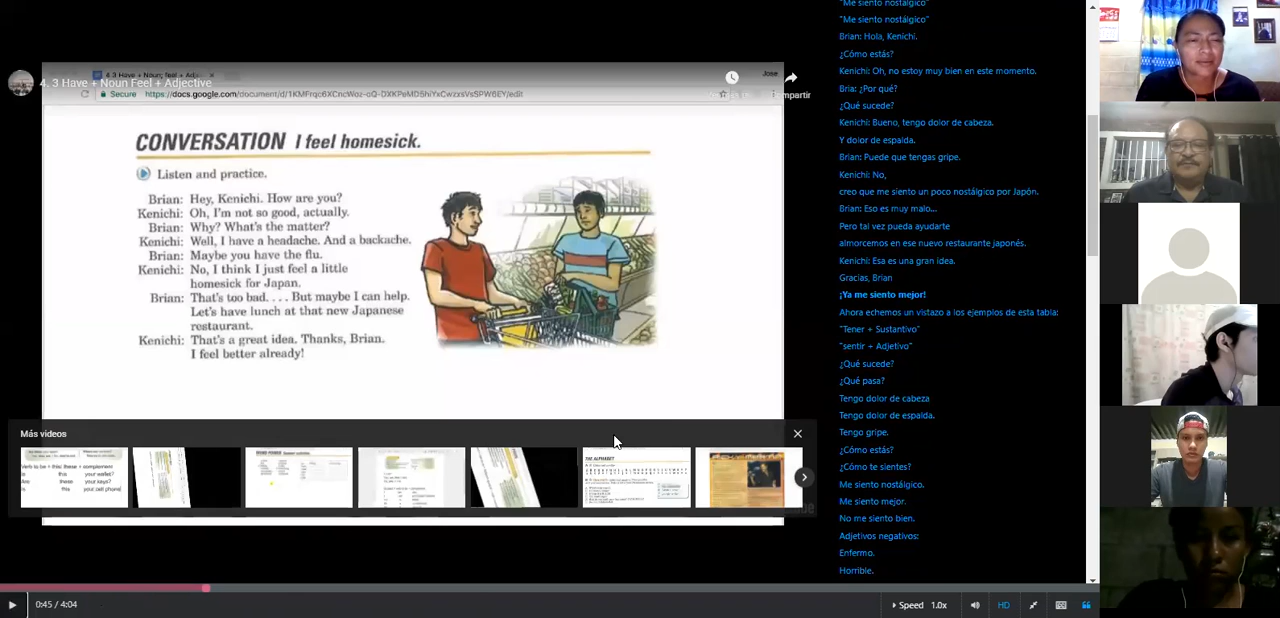 4. 3 Have + Noun Feel + Adjective
Jose
Secure
CONVERSATION I feel homesick.
Listen and practice.
Brian: Hey, Kenichi. How are you?
Kenichi: Oh, I'm not so good, actually.
Brian: Why? What's the matter?
Kenichi: Well, I have a headache. And a backache.
Brian: Maybe you have the flu.
Kenichi: No, I think I just feel a little
homesick for Japan.
Brian: That's too bad. . . . But maybe I can help.
Let's have lunch at that new Japanese
restaurant.
Kenichi: That's a great idea. Thanks, Brian.
I feel better already!
Más videos
THE ALPHABET
0:45 / 4:04
"Me siento nostálgico"
"Me siento nostálgico"
Brian: Hola, Kenichi.
¿Cómo estás?
Kenichi: Oh, no estoy muy bien en este momento.
Bria: ¿Por qué?
¿Qué sucede?
Kenichi: Bueno, tengo dolor de cabeza.
Y dolor de espalda.
Brian: Puede que tengas gripe.
Kenichi: No,
creo que me siento un poco nostálgico por Japón.
Brian: Eso es muy malo...
Pero tal vez pueda ayudarte
almorcemos en ese nuevo restaurante japonés.
Kenichi: Esa es una gran idea.
Gracias, Brian
¡Ya me siento mejor!
Ahora echemos un vistazo a los ejemplos de esta tabla:
"Tener + Sustantivo"
"sentir + Adjetivo"
¿Qué sucede?
¿Qué pasa?
Tengo dolor de cabeza
Tengo dolor de espalda.
Tengo gripe.
¿Cómo estás?
¿Cómo te sientes?
Me siento nostálgico.
Me siento mejor.
No me siento bien.
Adjetivos negativos:
Enfermo.
Horrible.
Speed 1.0x
HD